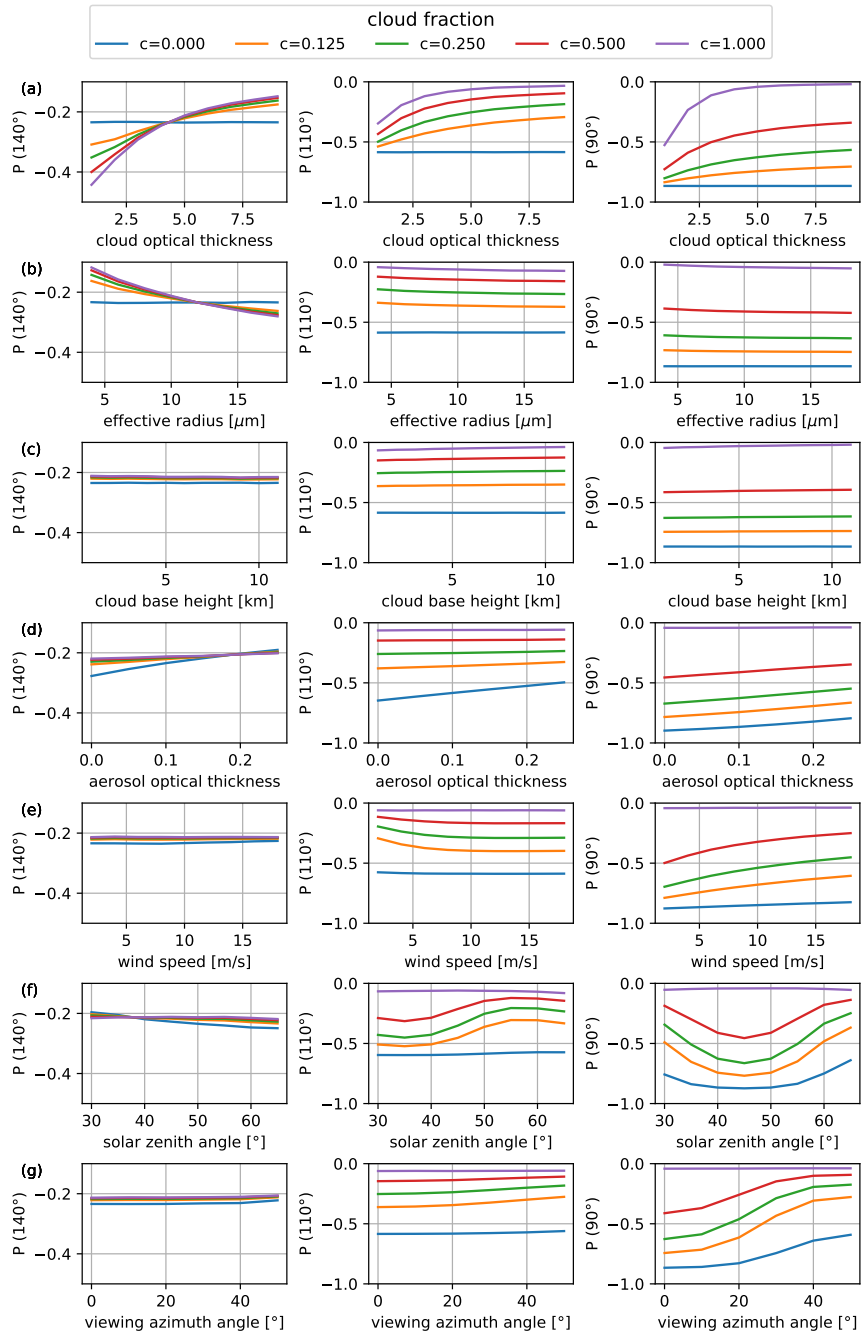 cloud fraction
c=0.000 c=0.125 c=0.250 c=0.500 c=1.000
(a)
P (140°)
−0.2
−0.4
2.5 5.0 7.5
cloud optical thickness
P (110°)
0.0
−0.5
−1.0
2.5 5.0 7.5
cloud optical thickness
P (90°)
0.0
−0.5
−1.0
2.5 5.0 7.5
cloud optical thickness
(b)
P (140°)
−0.2
−0.4
5 10 15
effective radius [μm]
P (110°)
0.0
−0.5
−1.0
5 10 15
effective radius [μm]
P (90°)
0.0
−0.5
−1.0
5 10 15
effective radius [μm]
(c)
P (140°)
−0.2
−0.4
5 10
cloud base height [km]
P (110°)
0.0
−0.5
−1.0
5 10
cloud base height [km]
P (90°)
0.0
−0.5
−1.0
5 10
cloud base height [km]
(d)
P (140°)
−0.2
−0.4
0.0 0.1 0.2
aerosol optical thickness
P (110°)
0.0
−0.5
−1.0
0.0 0.1 0.2
aerosol optical thickness
P (90°)
0.0
−0.5
−1.0
0.0 0.1 0.2
aerosol optical thickness
(e)
P (140°)
−0.2
−0.4
5 10 15
wind speed [m/s]
P (110°)
0.0
−0.5
−1.0
5 10 15
wind speed [m/s]
P (90°)
0.0
−0.5
−1.0
5 10 15
wind speed [m/s]
(f)
P (140°)
−0.2
−0.4
30 40 50 60
solar zenith angle [°]
P (110°)
0.0
−0.5
−1.0
30 40 50 60
solar zenith angle [°]
P (90°)
0.0
−0.5
−1.0
30 40 50 60
solar zenith angle [°]
(g)
P (140°)
−0.2
−0.4
0 20 40
viewing azimuth angle [°]
P (110°)
0.0
−0.5
−1.0
0 20 40
viewing azimuth angle [°]
P (90°)
0.0
−0.5
−1.0
0 20 40
viewing azimuth angle [°]